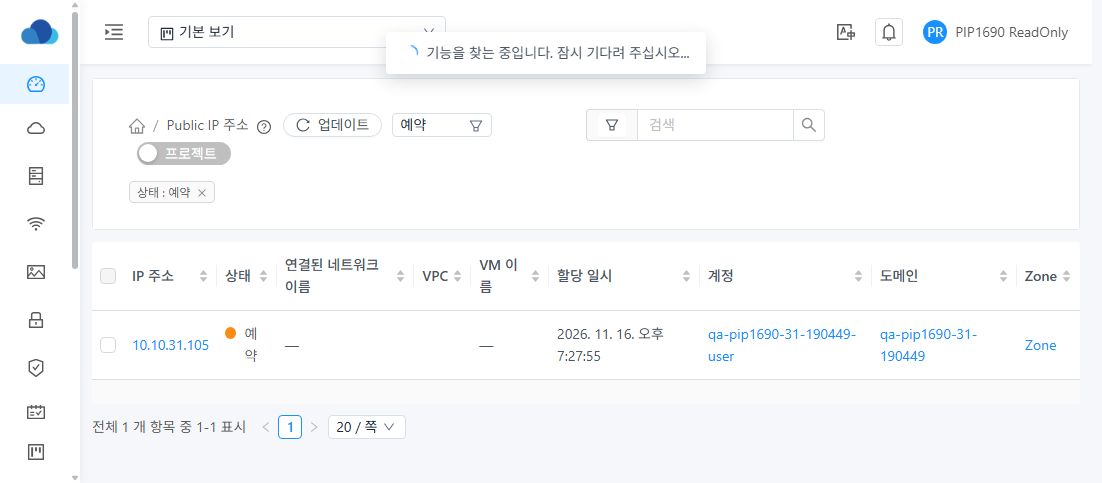 기본 보기
기능을 찾는 중입니다. 잠시 기다려 주십시오...
PR PIP1690 ReadOnly
/ Public IP 주소 업데이트 예약 검색
프로젝트
상태 : 예약
IP 주소 상태 연결된 네트워크 이름 VPC VM 이름 할당 일시 계정 도메인 Zone
10.10.31.105 예약 — — 2026. 11. 16. 오후 7:27:55 qa-pip1690-31-190449-user qa-pip1690-31-190449 Zone
전체 1 개 항목 중 1-1 표시 < 1 > 20 / 쪽